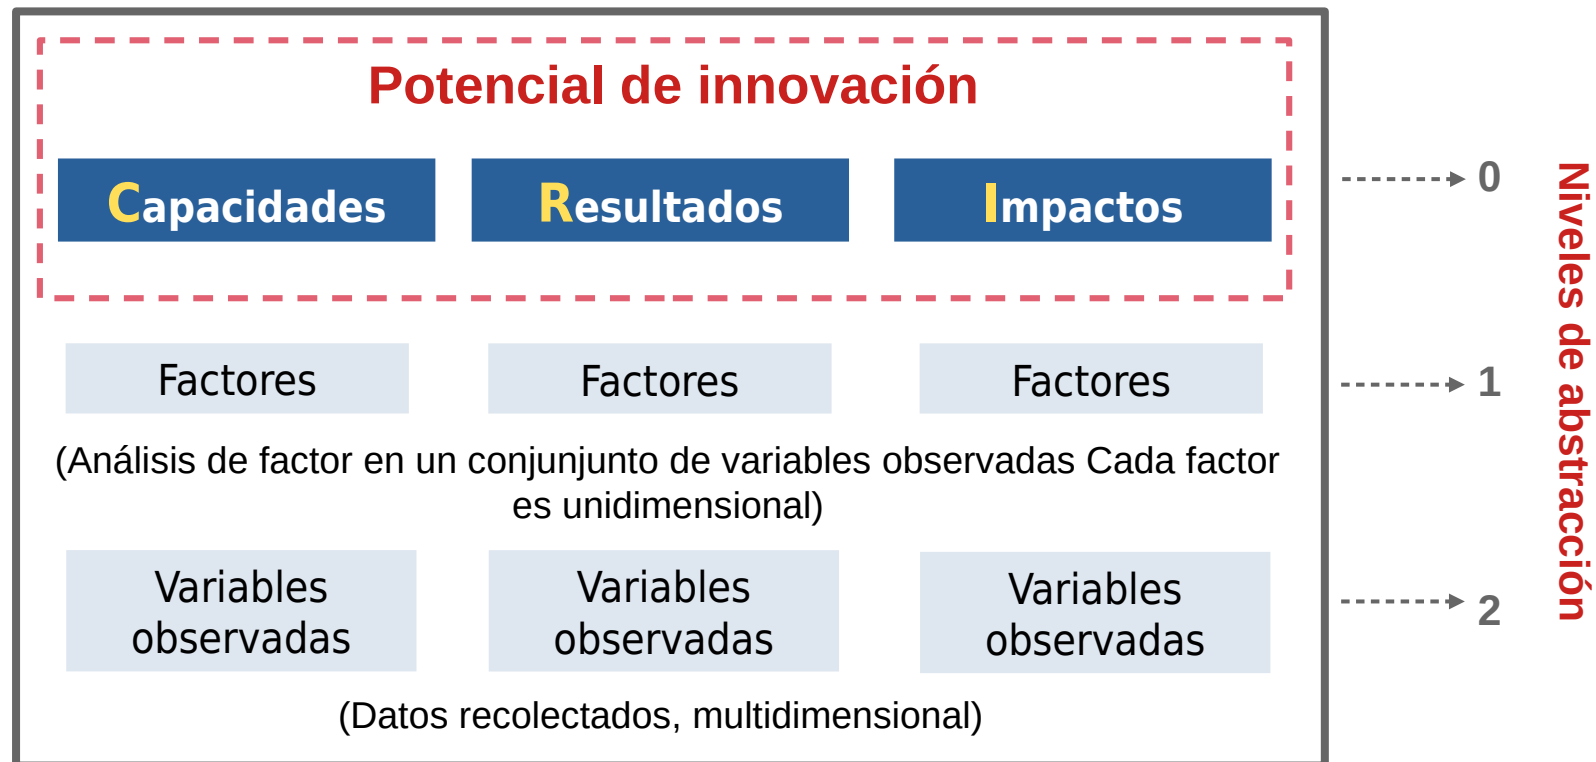 Potencial de innovación
Capacidades
Resultados
Impactos
0
Factores
Factores
Factores
1
(Análisis de factor en un conjunjunto de variables observadas Cada factor
es unidimensional)
Variables
observadas
Variables
observadas
Variables
observadas
2
(Datos recolectados, multidimensional)
Niveles de abstracción